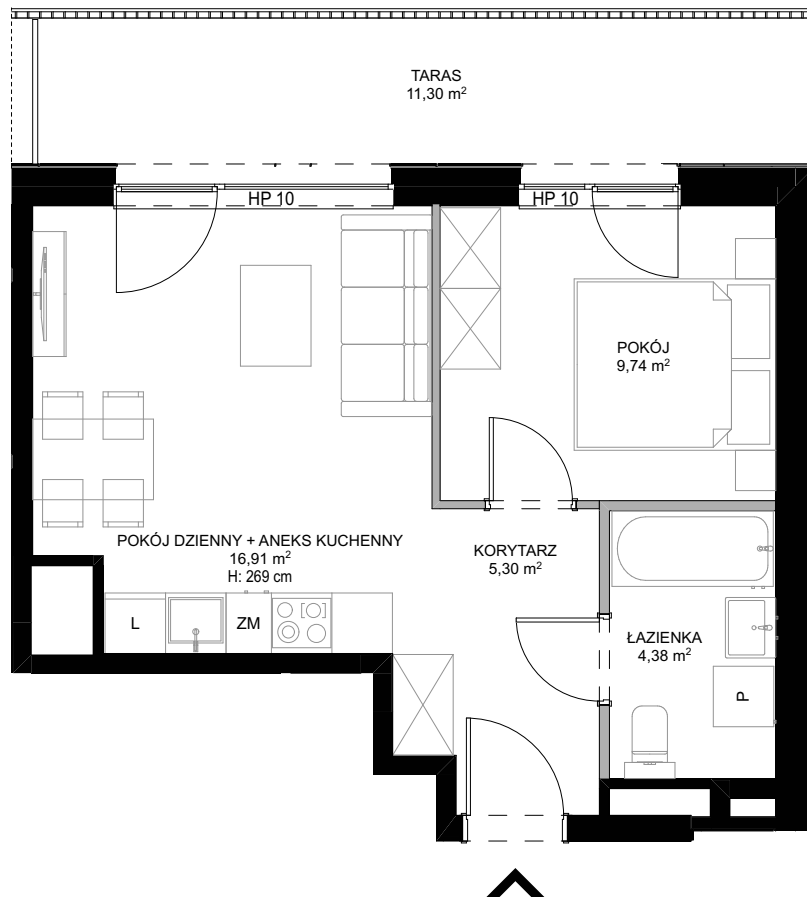 TARAS
11,30 m²
HP 10
HP 10
POKÓJ
9,74 m²
POKÓJ DZIENNY + ANEKS KUCHENNY
16,91 m²
H: 269 cm
KORYTARZ
5,30 m²
L
ZM
ŁAZIENKA
4,38 m²
P